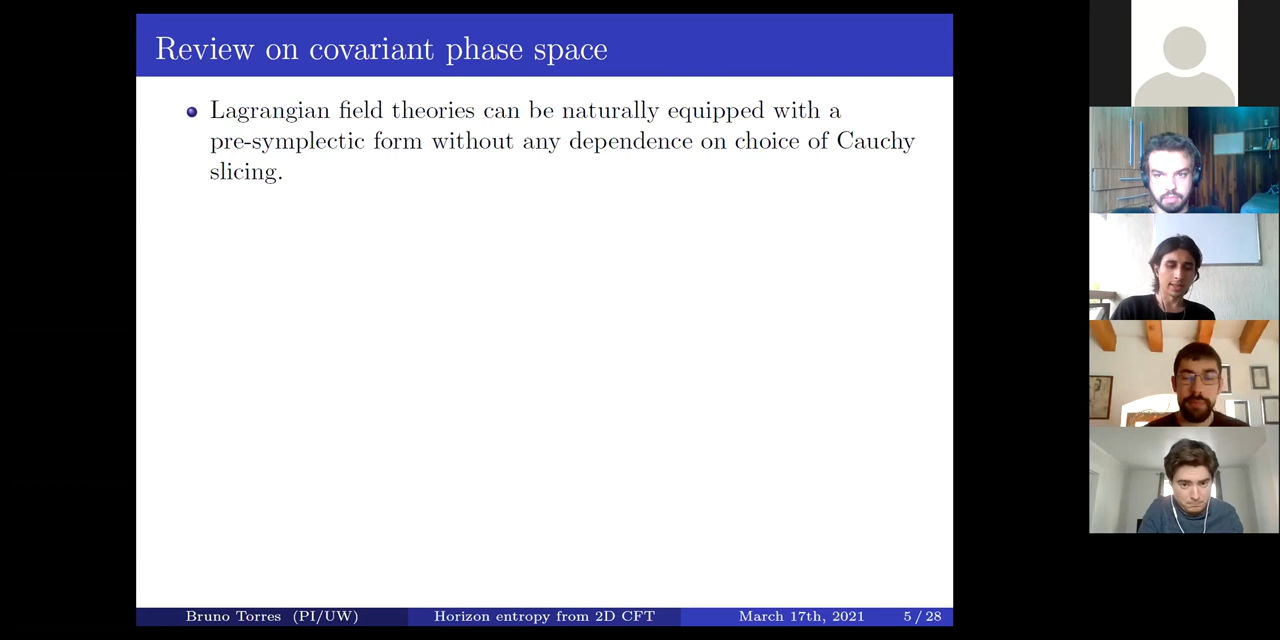 Review on covariant phase space
Lagrangian field theories can be naturally equipped with a
pre-symplectic form without any dependence on choice of Cauchy
slicing.
Bruno Torres (PI/UW) Horizon entropy from 2D CFT March 17th, 2021 5 / 28